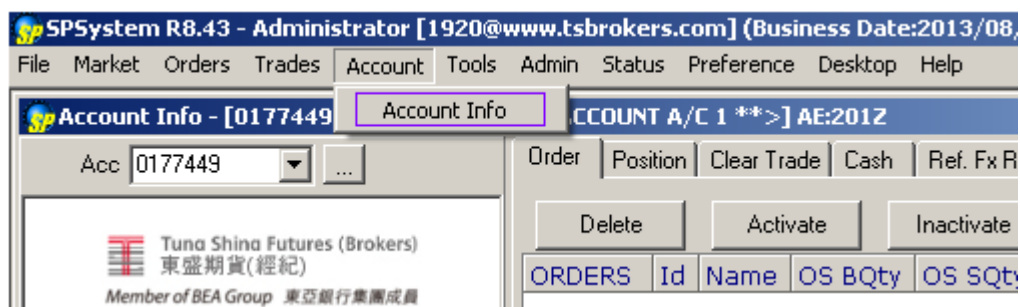 SPSystem R8.43 - Administrator [1920@www.tsbrokers.com] (Business Date:2013/08,
File Market Orders Trades Account Tools Admin Status Preference Desktop Help
Account Info
Account Info - [0177449 CCOUNT A/C 1 **>] AE:201Z
Acc 0177449 ...
Order Position Clear Trade Cash Ref. Fx R
Delete Activate Inactivate
ORDERS Id Name OS BQty OS SQty
Tung Shing Futures (Brokers)
東盛期貨(經紀)
Member of BEA Group 東亞銀行集團成員